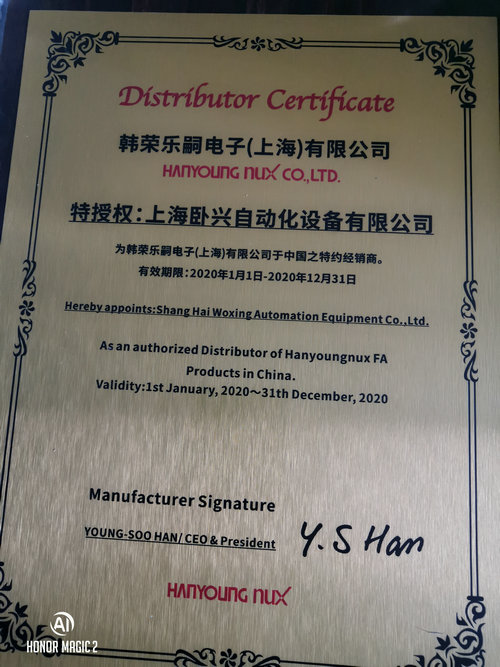 Distributor Certificate
韩荣乐嗣电子(上海)有限公司
HANYOUNG NUX CO.,LTD.
特授权：上海卧兴自动化设备有限公司
为韩荣乐嗣电子(上海)有限公司于中国之特约经销商。
有效期限：2020年1月1日-2020年12月31日
Hereby appoints:Shang Hai Woxing Automation Equipment Co.,Ltd.
As an authorized Distributor of Hanyoungnux FA
Products in China.
Validity:1st January, 2020～31th December, 2020
Manufacturer Signature
YOUNG-SOO HAN/ CEO & President
Y.S Han
HANYOUNG NUX
AI
HONOR MAGIC 2